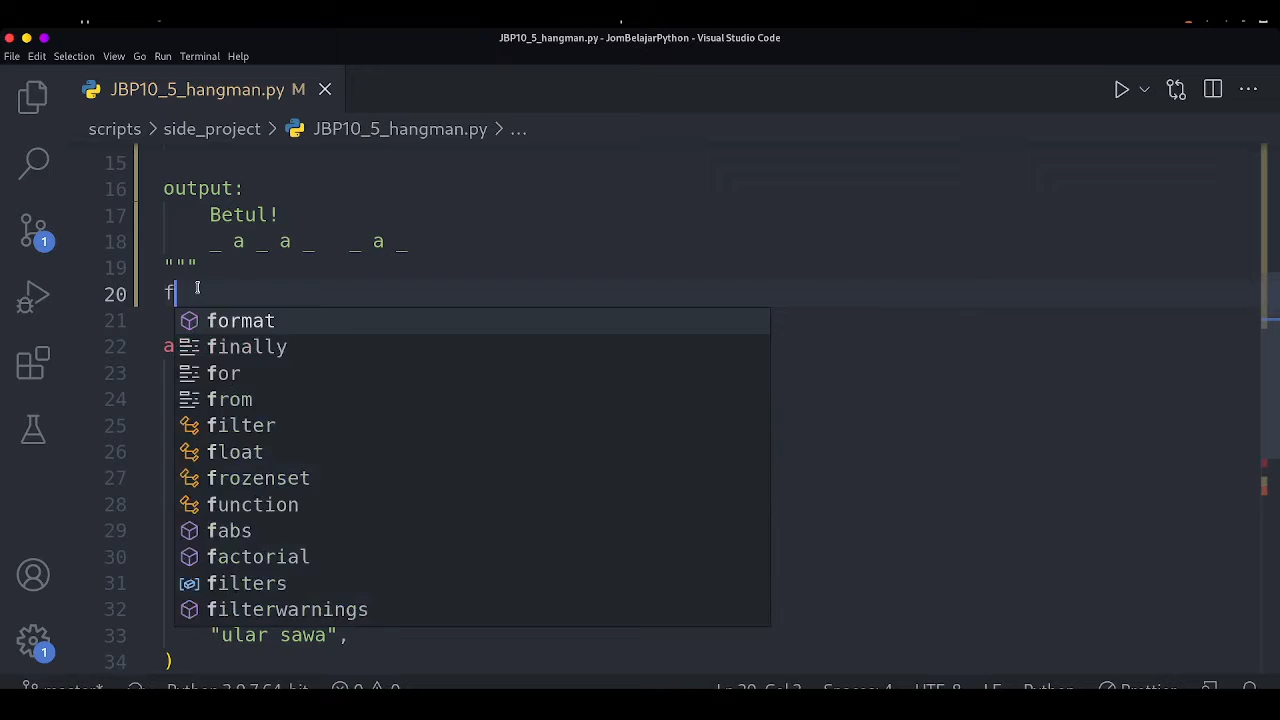 JBP10_5_hangman.py - JomBelajarPython - Visual Studio Code
File Edit Selection View Go Run Terminal Help
JBP10_5_hangman.py M
scripts > side_project > JBP10_5_hangman.py > ...
15
16 output:
17 Betul!
18 _ a _ a _   _ a _
19 """
20 f
21 format
22 a finally
23 for
24 from
25 filter
26 float
27 frozenset
28 function
29 fabs
30 factorial
31 filters
32 filterwarnings
33 "ular sawa",
34 )
1
1